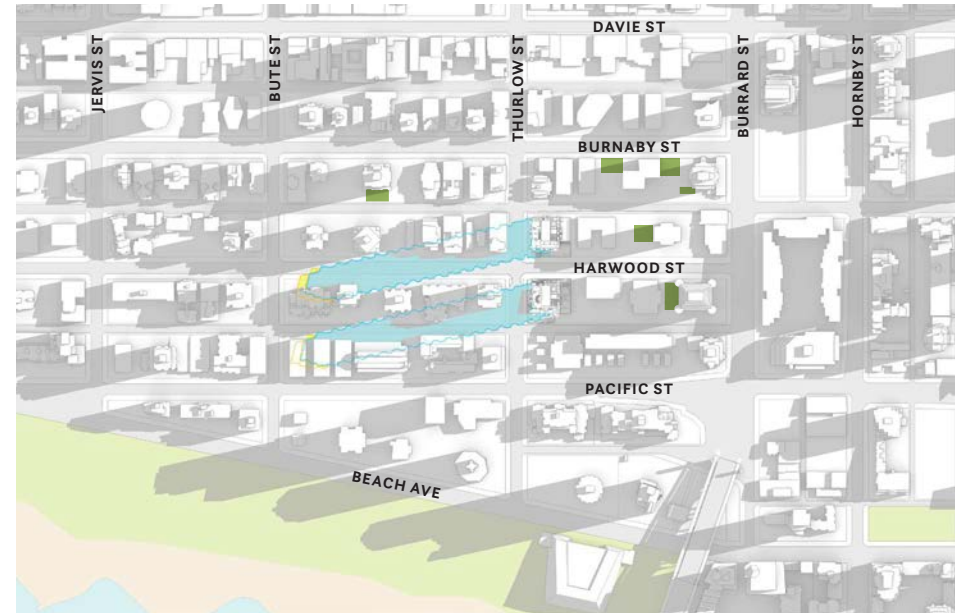 DAVIE ST
JERVIS ST
BUTE ST
THURLOW ST
BURRARD ST
HORNBY ST
BURNABY ST
HARWOOD ST
PACIFIC ST
BEACH AVE